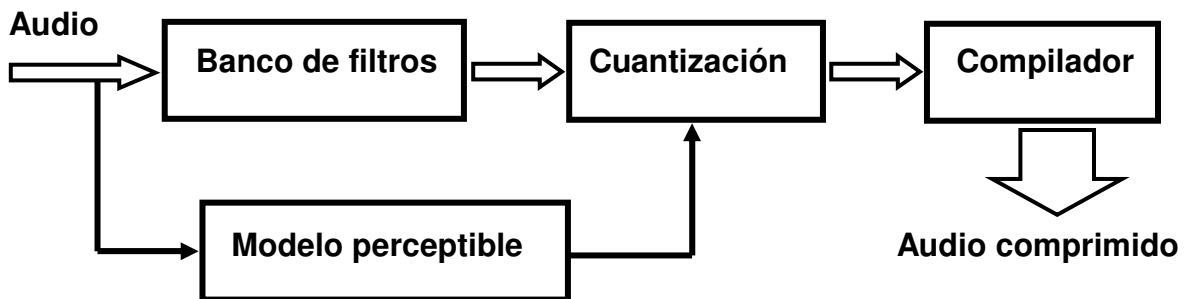 Audio
Banco de filtros
Cuantización
Compilador
Modelo perceptible
Audio comprimido